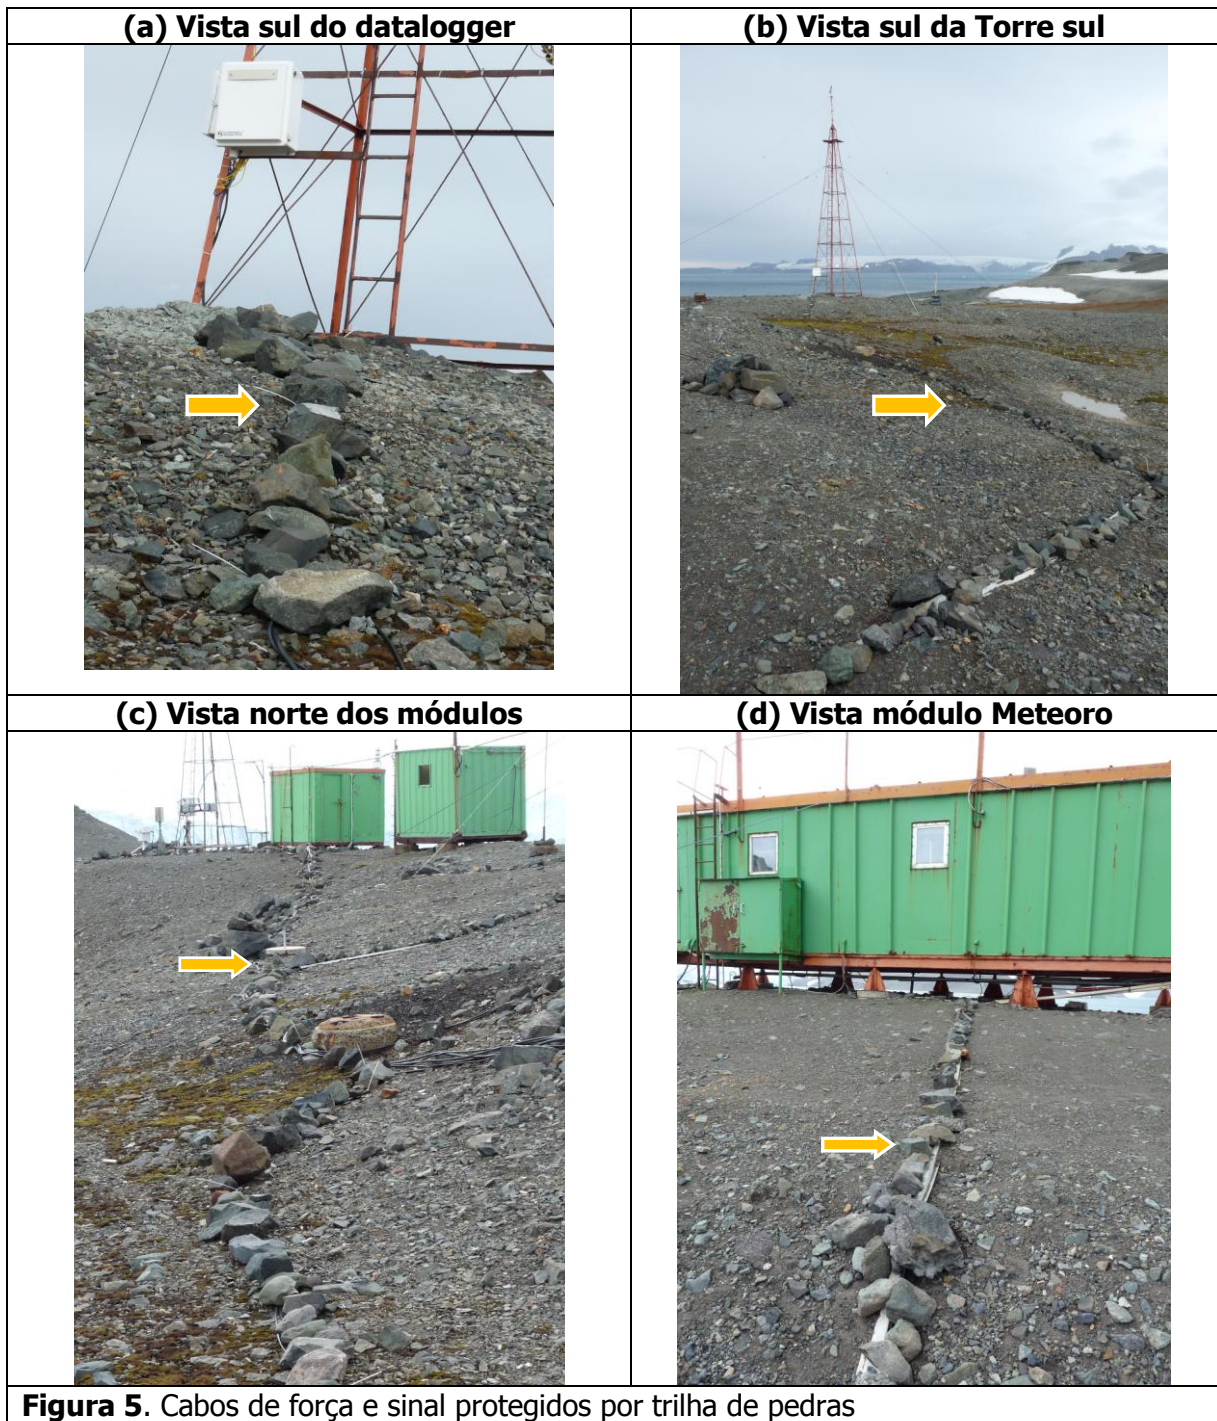 (a) Vista sul do datalogger
(b) Vista sul da Torre sul
(c) Vista norte dos módulos
(d) Vista módulo Meteoro
Figura 5. Cabos de força e sinal protegidos por trilha de pedras